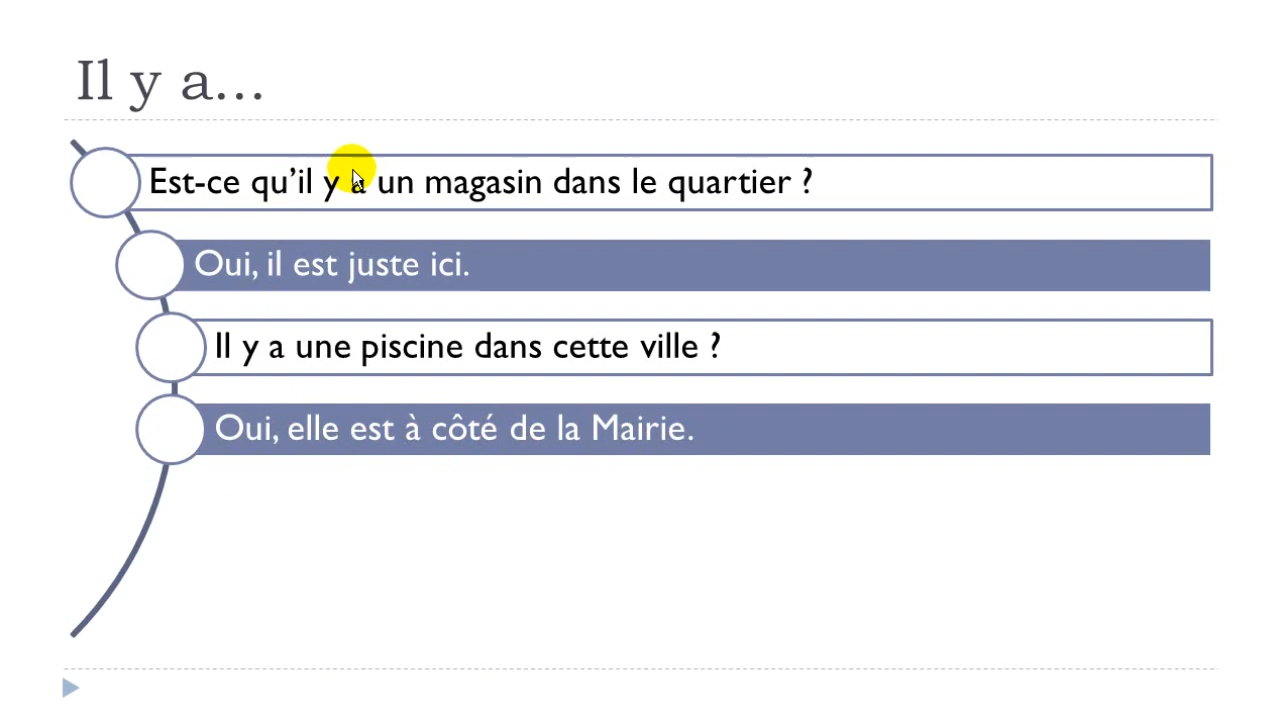 Il y a...
Est-ce qu’il y a un magasin dans le quartier ?
Oui, il est juste ici.
Il y a une piscine dans cette ville ?
Oui, elle est à côté de la Mairie.